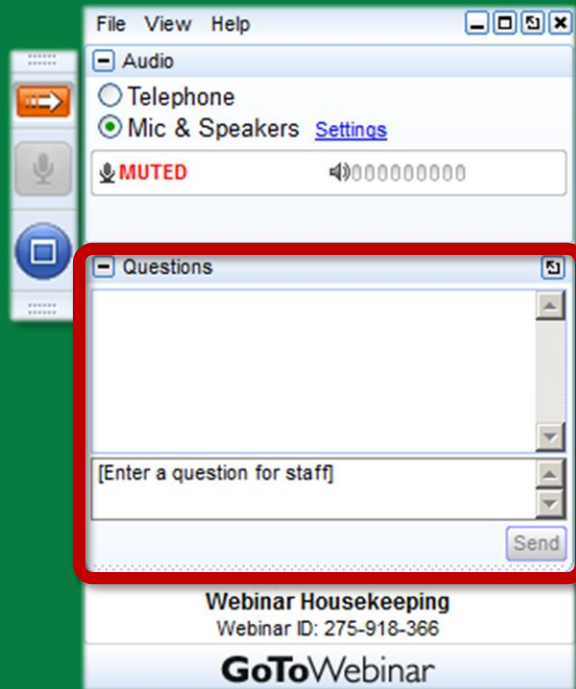 File View Help
Audio
Telephone
Mic & Speakers Settings
MUTED 000000000
Questions
[Enter a question for staff]
Send
Webinar Housekeeping
Webinar ID: 275-918-366
GoToWebinar